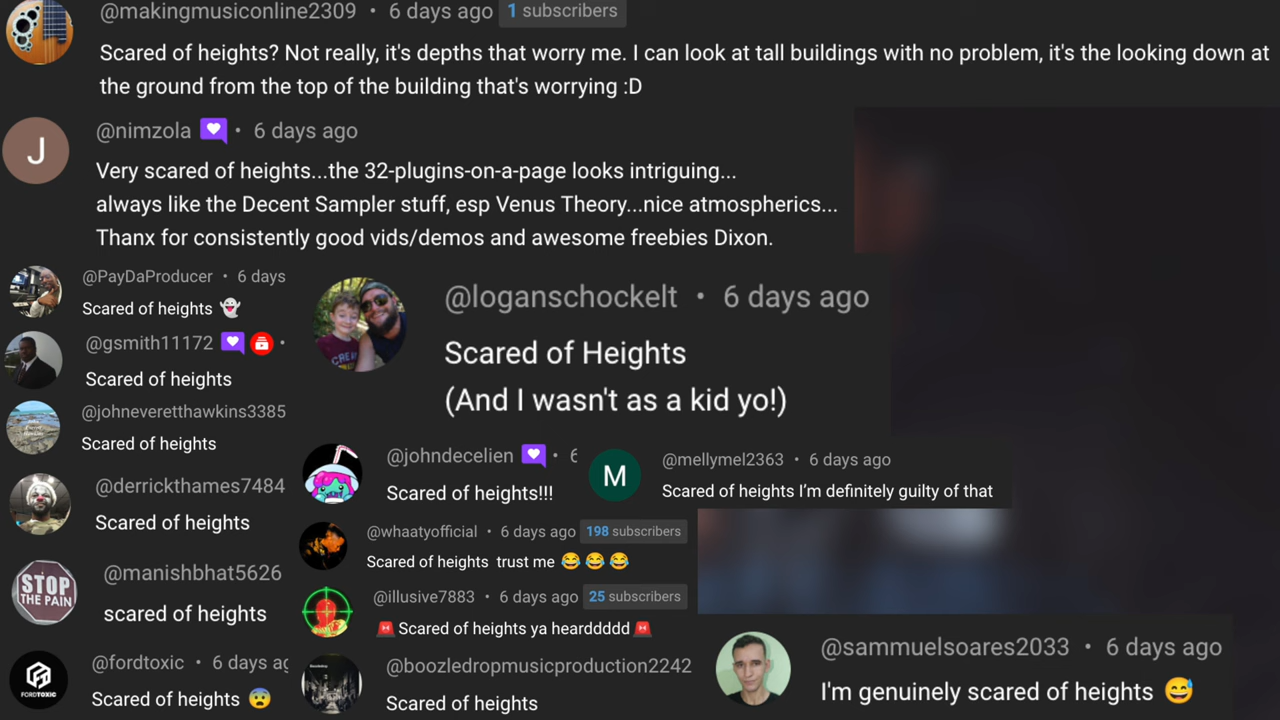 @makingmusiconline2309 • 6 days ago 1 subscribers
Scared of heights? Not really, it's depths that worry me. I can look at tall buildings with no problem, it's the looking down at
the ground from the top of the building that's worrying :D
J
@nimzola • 6 days ago
Very scared of heights...the 32-plugins-on-a-page looks intriguing...
always like the Decent Sampler stuff, esp Venus Theory...nice atmospherics...
Thanx for consistently good vids/demos and awesome freebies Dixon.
@PayDaProducer • 6 days
Scared of heights 👻
@gsmith11172 •
Scared of heights
@johneveretthawkins3385
Scared of heights
@derrickthames7484
Scared of heights
STOP
THE PAIN
@manishbhat5626
scared of heights
FORDTOXIC
@fordtoxic • 6 days ag
Scared of heights 😨
@loganschockelt • 6 days ago
Scared of Heights
(And I wasn't as a kid yo!)
@johndecelien • 6
Scared of heights!!!
M
@mellymel2363 • 6 days ago
Scared of heights I'm definitely guilty of that
@whaatyofficial • 6 days ago 198 subscribers
Scared of heights trust me 😂😂😂
@illusive7883 • 6 days ago 25 subscribers
🚨Scared of heights ya hearddddd🚨
@boozledropmusicproduction2242
Scared of heights
@sammuelsoares2033 • 6 days ago
I'm genuinely scared of heights 😅